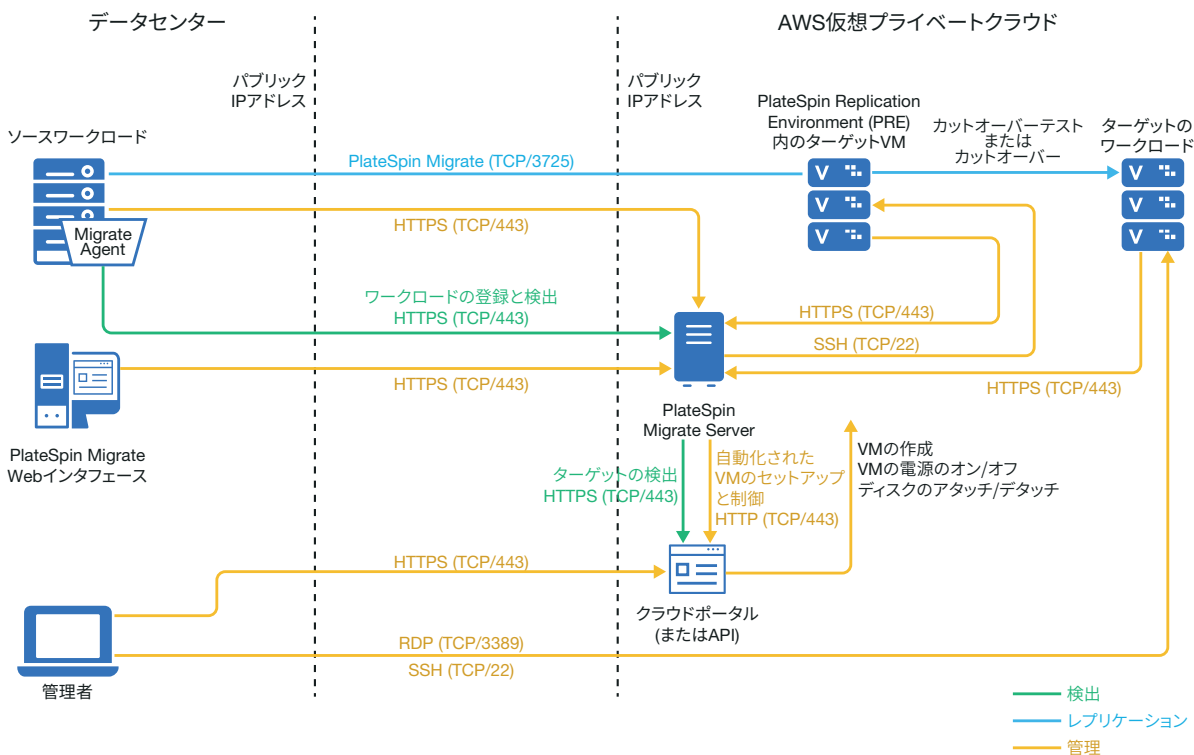 データセンター
AWS仮想プライベートクラウド
パブリック
IPアドレス
パブリック
IPアドレス
ソースワークロード
PlateSpin Replication
Environment (PRE)
内のターゲットVM
カットオーバーテスト
または
カットオーバー
ターゲットの
ワークロード
PlateSpin Migrate (TCP/3725)
V
V
V
V
V
V
HTTPS (TCP/443)
Migrate
Agent
ワークロードの登録と検出
HTTPS (TCP/443)
HTTPS (TCP/443)
SSH (TCP/22)
HTTPS (TCP/443)
HTTPS (TCP/443)
PlateSpin
Migrate Server
PlateSpin Migrate
Webインタフェース
ターゲットの検出
HTTPS (TCP/443)
自動化された
VMのセットアップ
と制御
HTTP (TCP/443)
VMの作成
VMの電源のオン/オフ
ディスクのアタッチ/デタッチ
HTTPS (TCP/443)
クラウドポータル
(またはAPI)
RDP (TCP/3389)
SSH (TCP/22)
管理者
検出
レプリケーション
管理